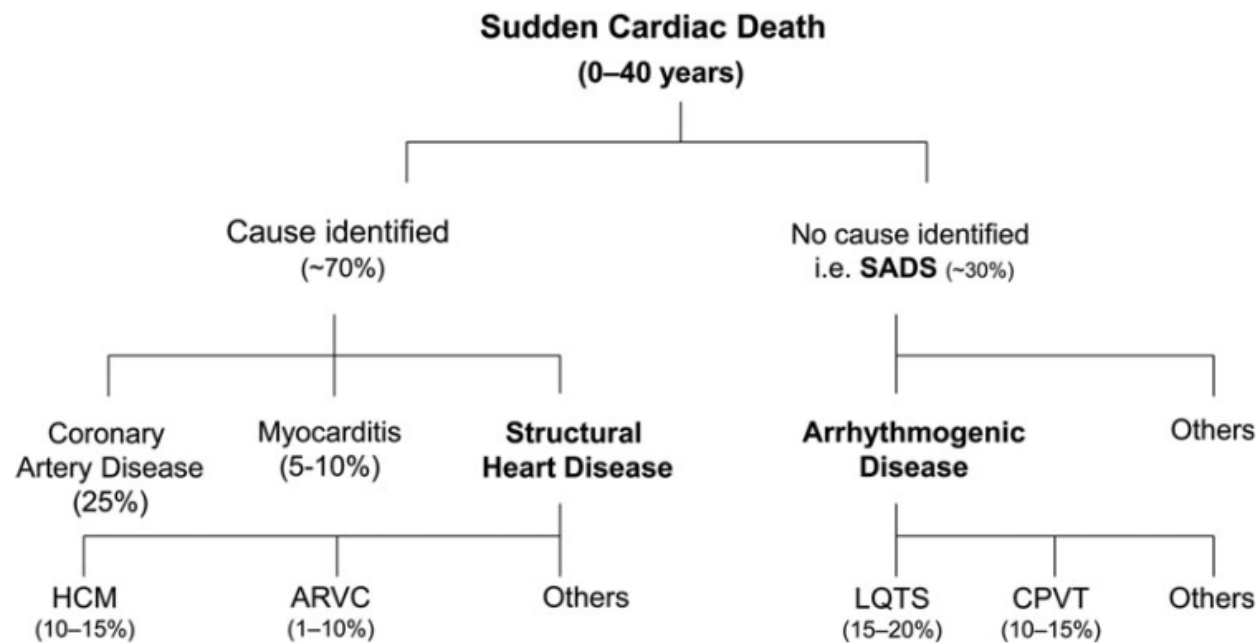 Sudden Cardiac Death
(0–40 years)
Cause identified
(~70%)
No cause identified
i.e. SADS (~30%)
Coronary
Artery Disease
(25%)
Myocarditis
(5-10%)
Structural
Heart Disease
Arrhythmogenic
Disease
Others
HCM
(10–15%)
ARVC
(1–10%)
Others
LQTS
(15–20%)
CPVT
(10–15%)
Others